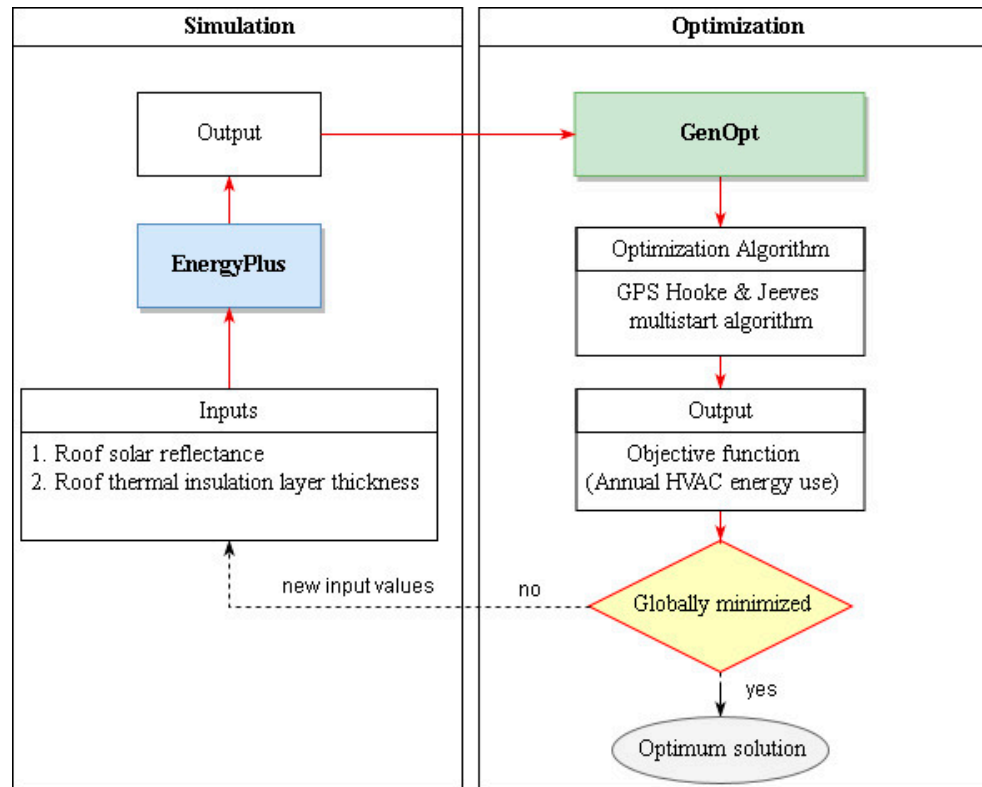 Simulation
Output
EnergyPlus
Inputs
1. Roof solar reflectance
2. Roof thermal insulation layer thickness
new input values
Optimization
GenOpt
Optimization Algorithm
GPS Hooke & Jeeves
multistart algorithm
Output
Objective function
(Annual HVAC energy use)
Globally minimized
no
yes
Optimum solution